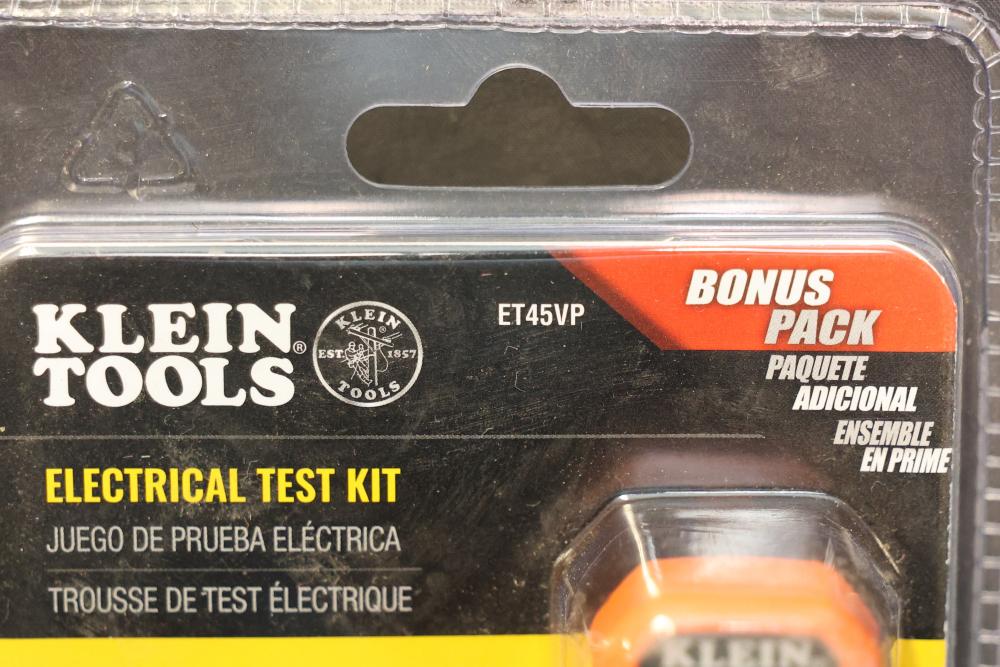 KLEIN
TOOLS®
KLEIN
EST. 1857
TOOLS
ET45VP
BONUS
PACK
PAQUETE
ADICIONAL
ENSEMBLE
EN PRIME
ELECTRICAL TEST KIT
JUEGO DE PRUEBA ELÉCTRICA
TROUSSE DE TEST ÉLECTRIQUE
KLEIN